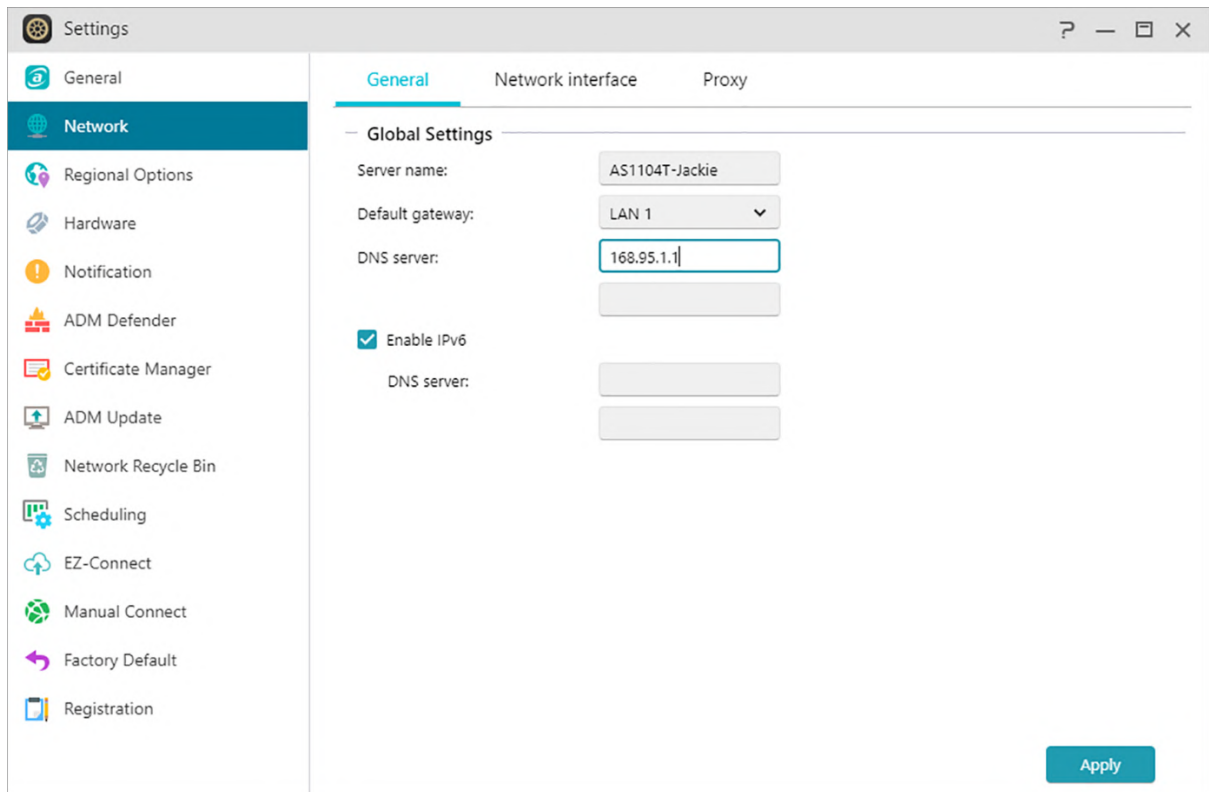 Settings
General
Network
Regional Options
Hardware
Notification
ADM Defender
Certificate Manager
ADM Update
Network Recycle Bin
Scheduling
EZ-Connect
Manual Connect
Factory Default
Registration
General Network interface Proxy
Global Settings
Server name: AS1104T-Jackie
Default gateway: LAN 1
DNS server: 168.95.1.1
Enable IPv6
DNS server:
Apply